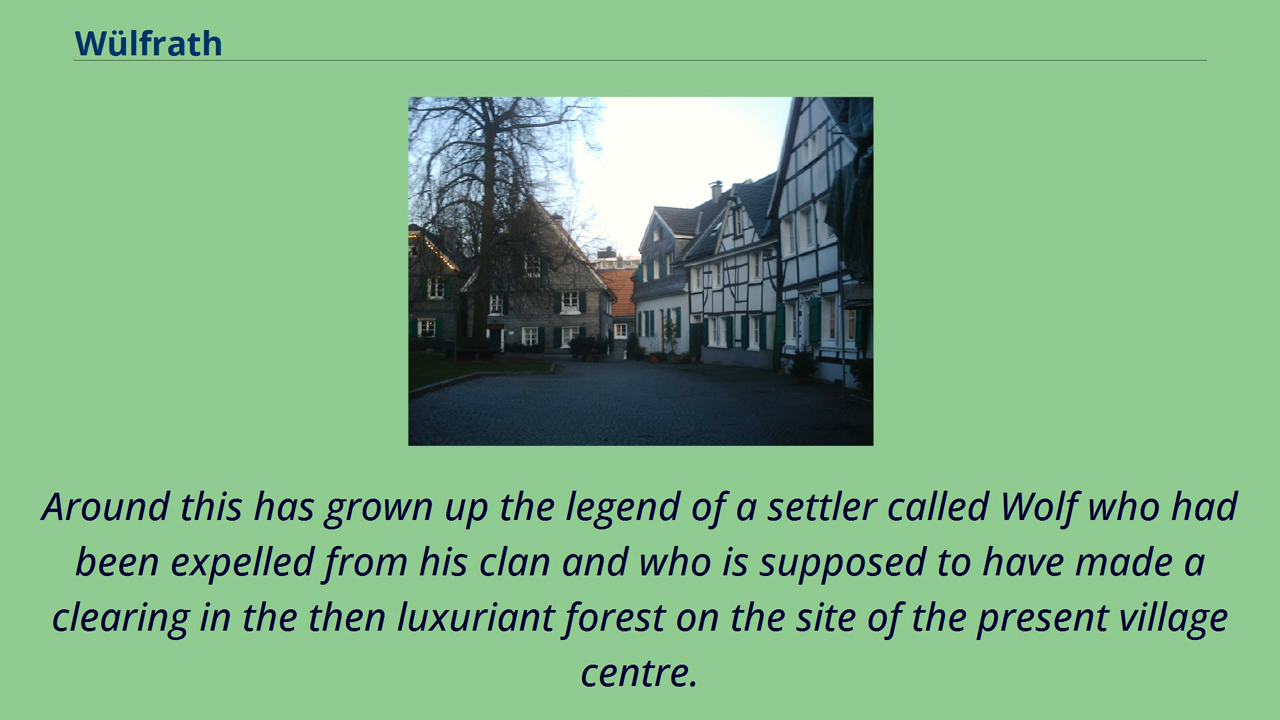 Wülfrath
Around this has grown up the legend of a settler called Wolf who had
been expelled from his clan and who is supposed to have made a
clearing in the then luxuriant forest on the site of the present village
centre.